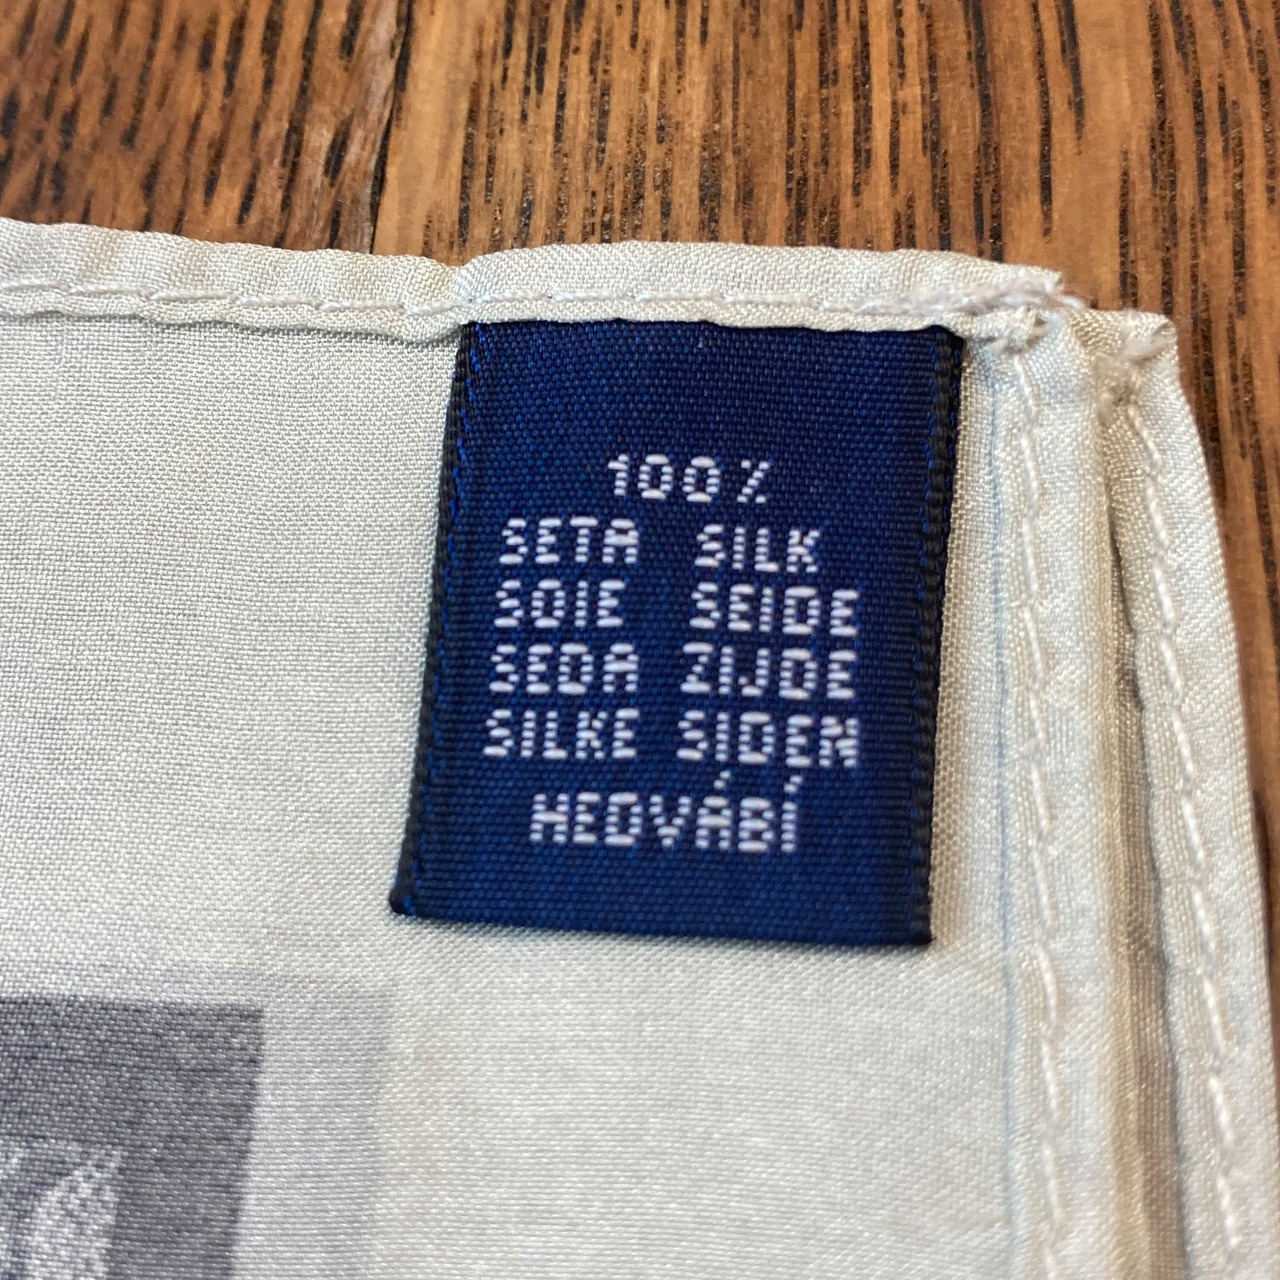 100%
SETA SILK
SOIE SEIDE
SEDA ZIJDE
SILKE SIDEN
HEDVÁBÍ